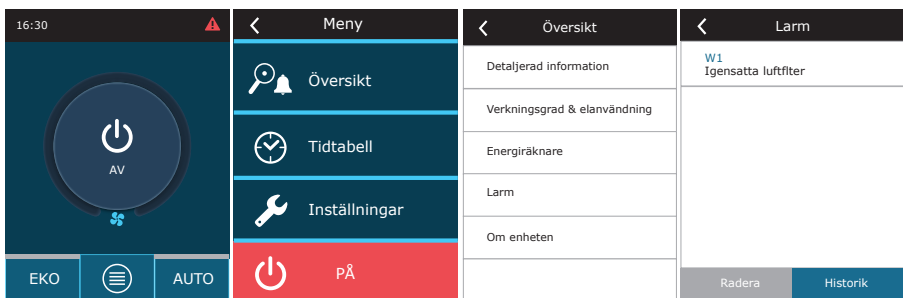 16:30
AV
EKO
AUTO
Meny
Översikt
Tidtabell
Inställningar
PÅ
Översikt
Detaljerad information
Verkningsgrad & elanvändning
Energiräknare
Larm
Om enheten
Larm
W1
Igensatta luftflter
Radera
Historik